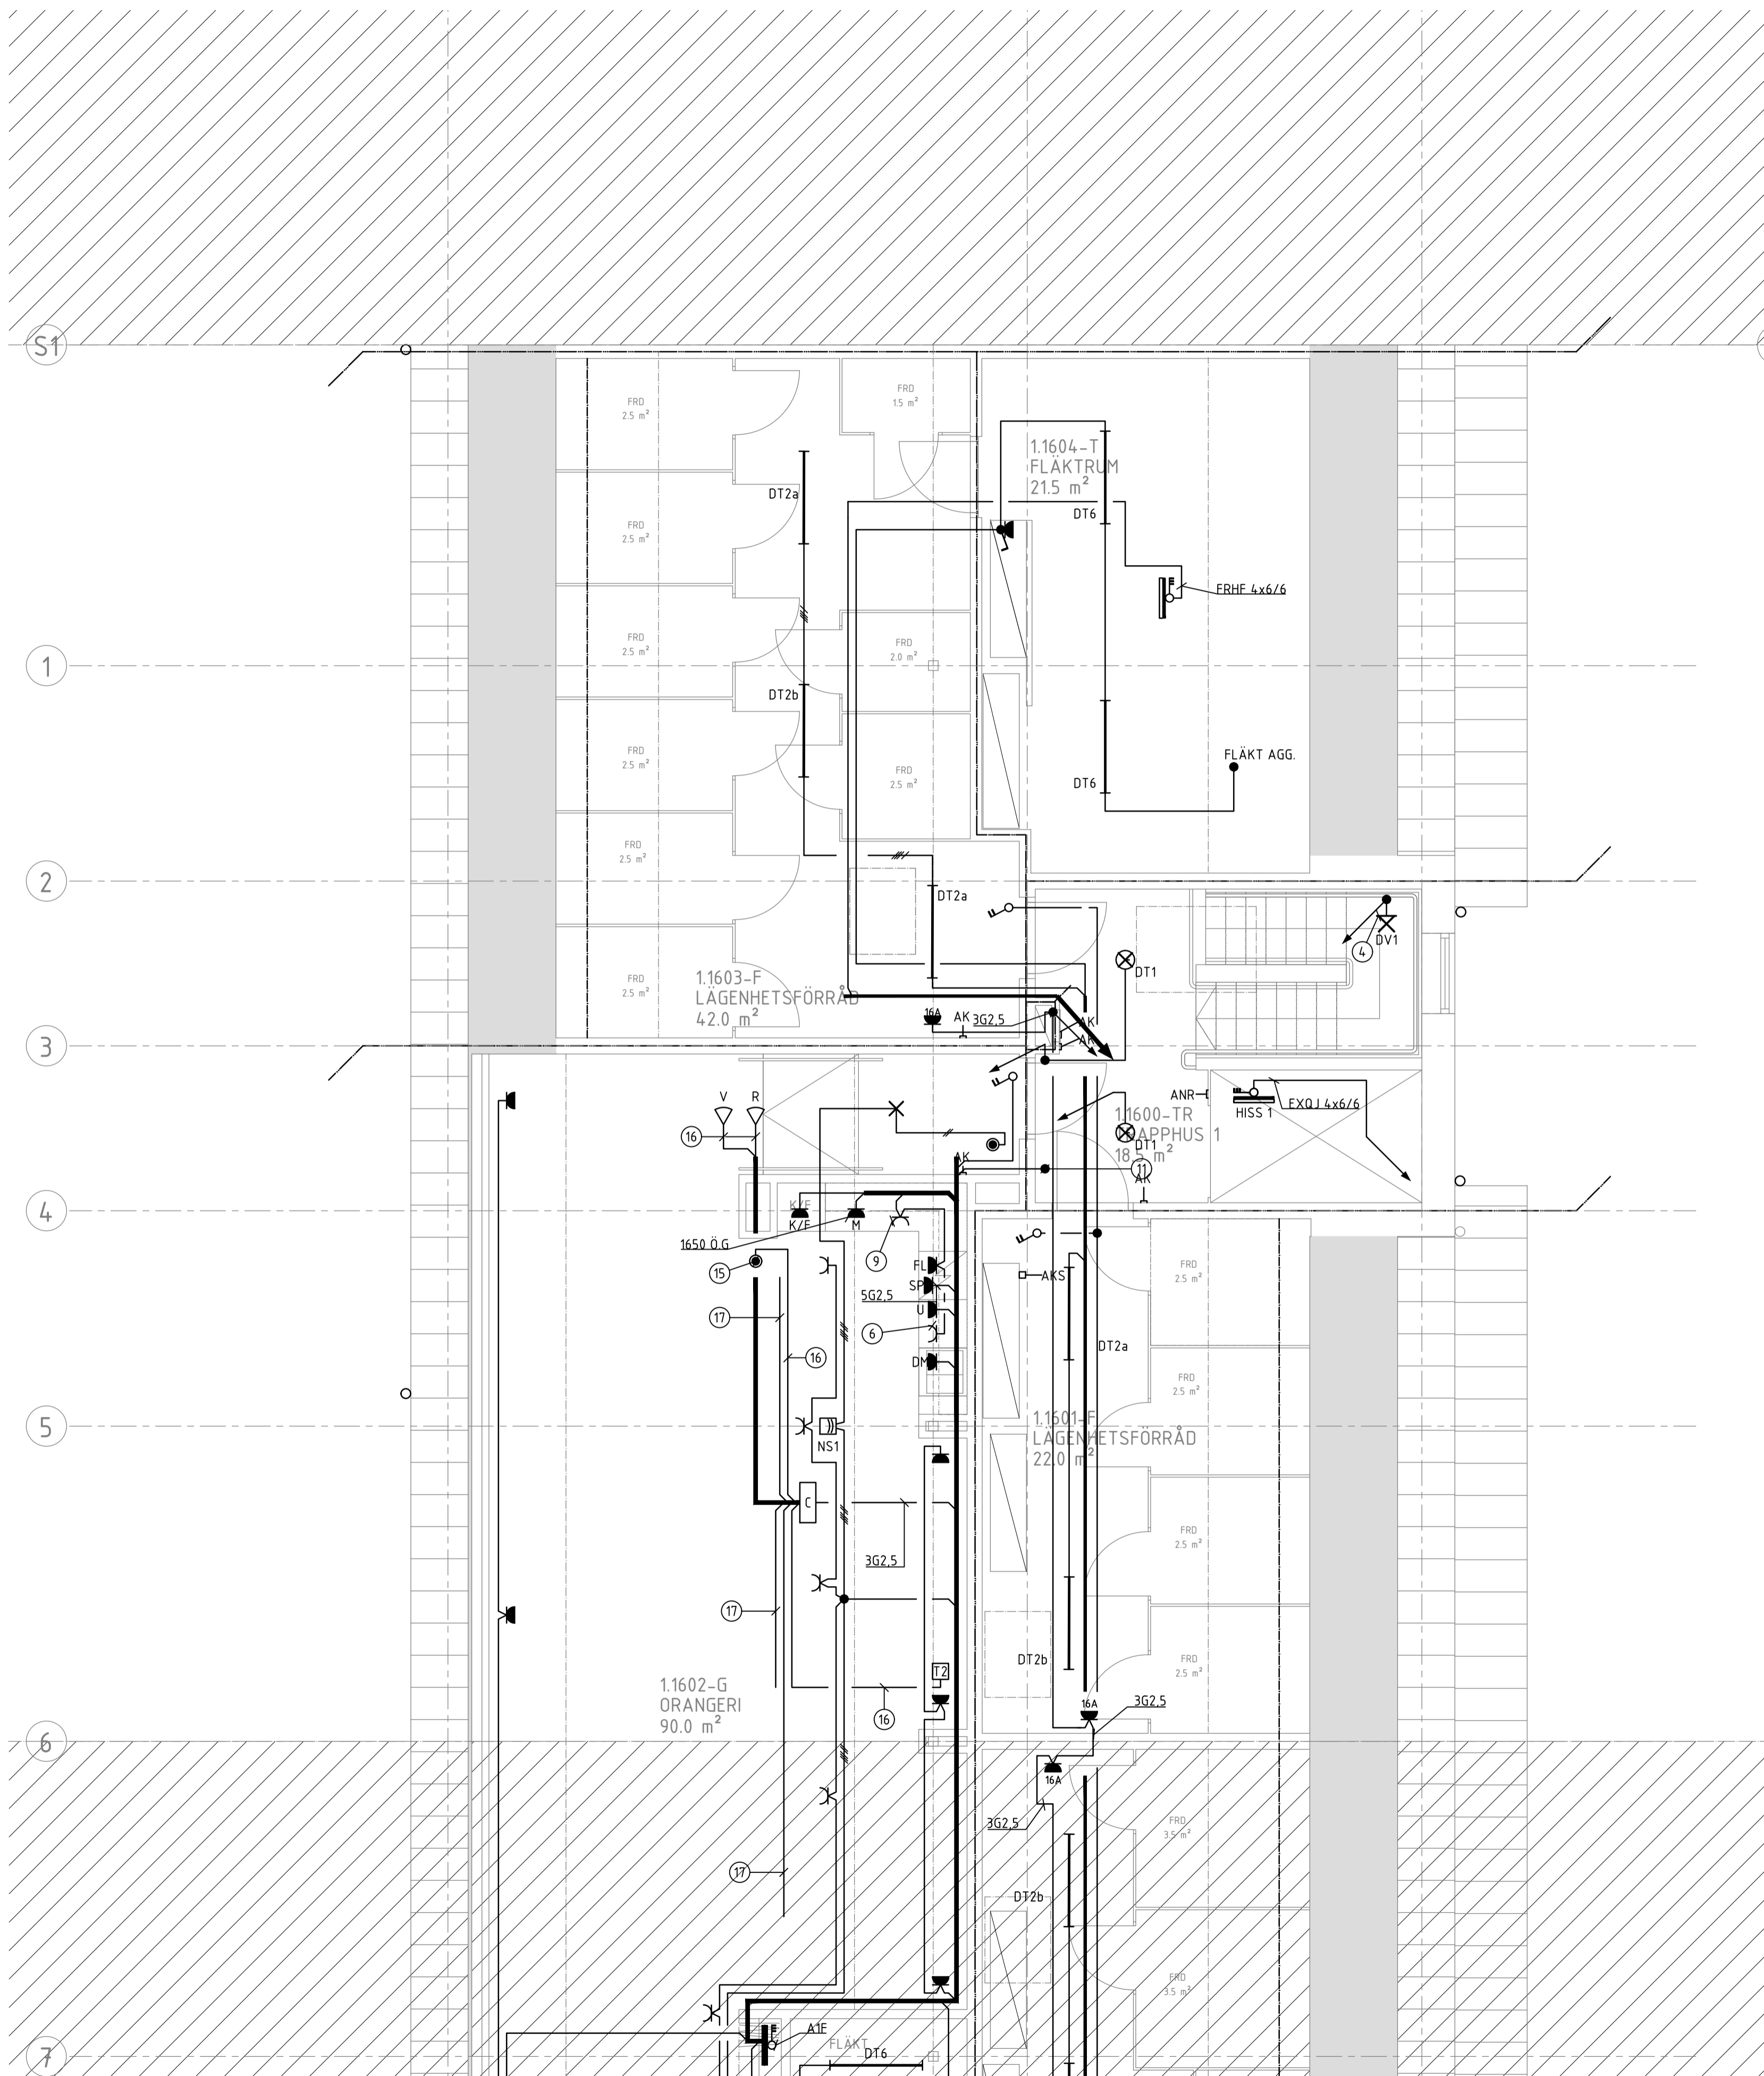 S1
FRD
2.5 m²
FRD
1.5 m²
1.1604-T
FLÄKTRUM
21.5 m²
DT2a
DT6
FRD
2.5 m²
FRHF 4x6/6
FRD
2.5 m²
FRD
2.0 m²
1
DT2b
FRD
2.5 m²
FRD
2.5 m²
FLÄKT AGG.
DT6
FRD
2.5 m²
2
DT2a
DV1
4
DT1
1.1603-F
LÄGENHETSFÖRRÅD
42.0 m²
FRD
2.5 m²
16A
AK
3G2,5
AK
AK
3
V
R
ANR
HISS 1
EXQJ 4x6/6
16
1.1600-TR
TRAPPHUS 1
18.5 m²
DT1
11
AK
AK
4
K/F
K/F
M
1650 Ö.G
9
15
FL
SP
5G2,5
U
6
DM
AKS
FRD
2.5 m²
17
16
DT2a
FRD
2.5 m²
5
NS1
1.1601-F
LÄGENHETSFÖRRÅD
22.0 m²
C
3G2,5
FRD
2.5 m²
17
T2
DT2b
FRD
2.5 m²
1.1602-G
ORANGERI
90.0 m²
16
16A
3G2,5
6
16A
3G2,5
FRD
3.5 m²
17
DT2b
FRD
3.5 m²
A1F
FLÄKT
DT6
7